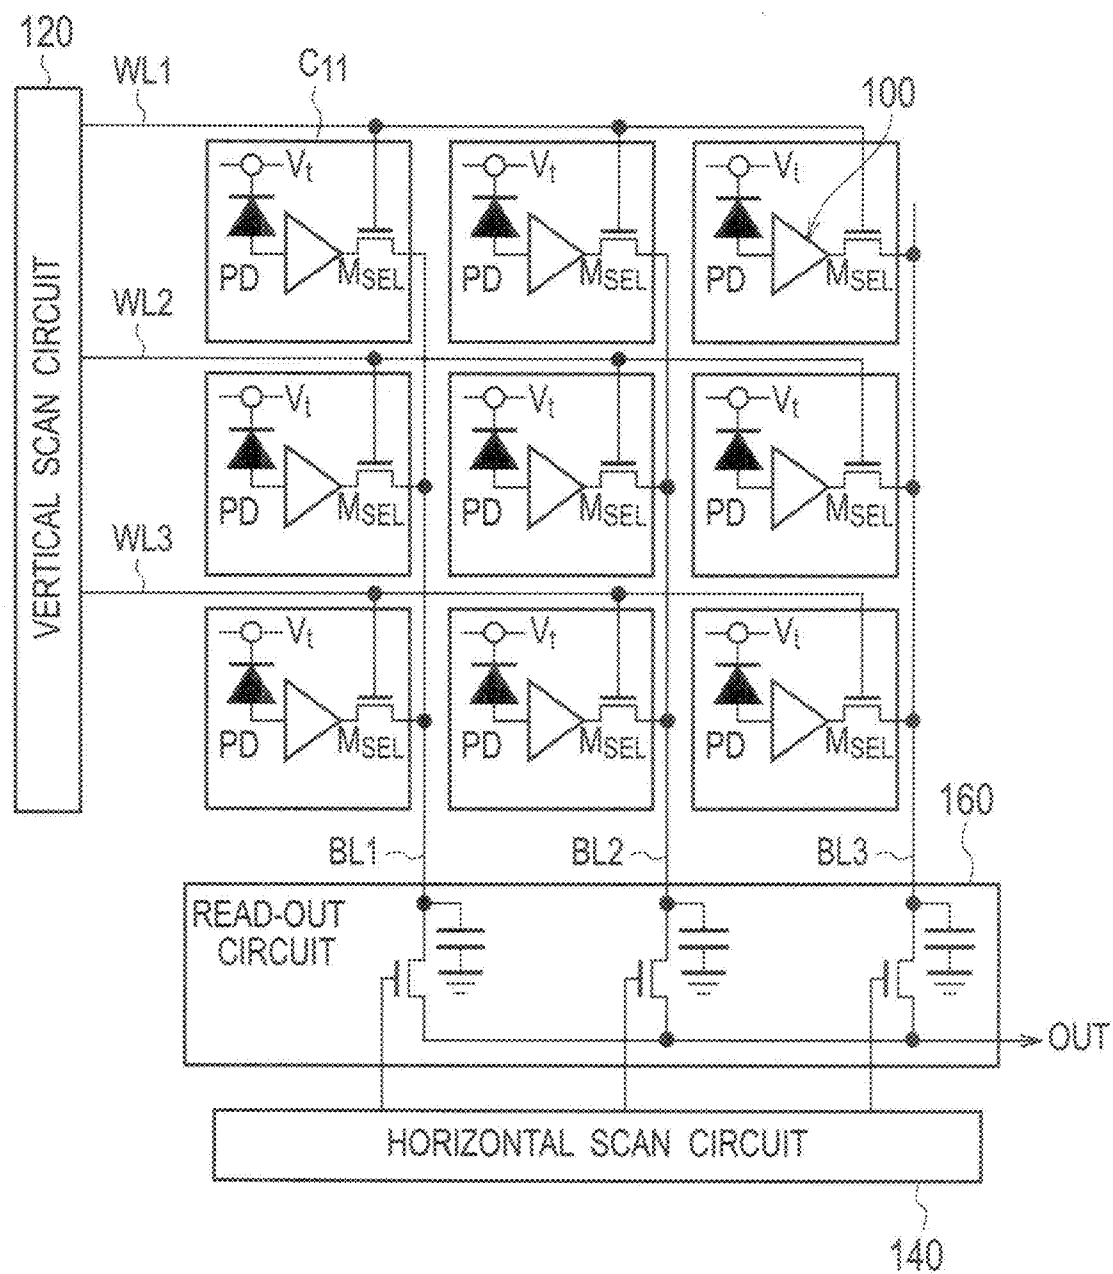 120
WL1
C11
100
Vt
Vt
Vt
PD
MSEL
PD
MSEL
PD
MSEL
WL2
VERTICAL SCAN CIRCUIT
Vt
Vt
Vt
PD
MSEL
PD
MSEL
PD
MSEL
WL3
Vt
Vt
Vt
PD
MSEL
PD
MSEL
PD
MSEL
160
BL1
BL2
BL3
READ-OUT
CIRCUIT
OUT
HORIZONTAL SCAN CIRCUIT
140